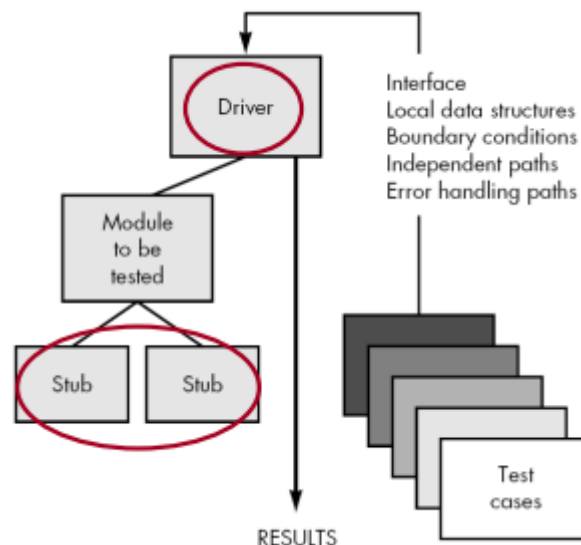 Driver
Interface
Local data structures
Boundary conditions
Independent paths
Error handling paths
Module
to be
tested
Stub
Stub
Test
cases
RESULTS